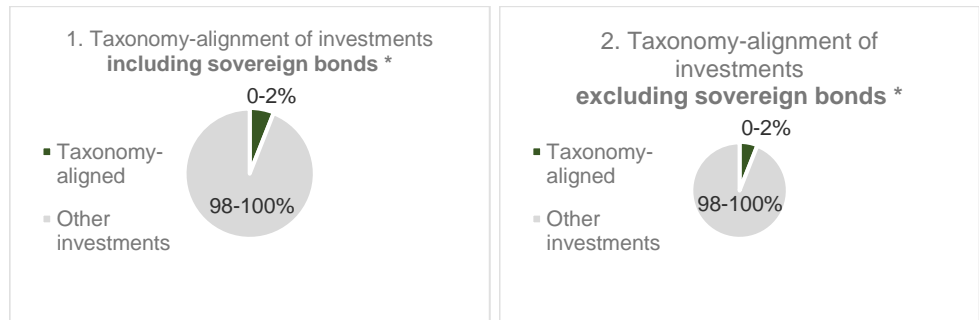 1. Taxonomy-alignment of investments
including sovereign bonds *
0-2%
Taxonomy-
aligned
98-100%
Other
investments
2. Taxonomy-alignment of
investments
excluding sovereign bonds *
0-2%
Taxonomy-
aligned
98-100%
Other
investments